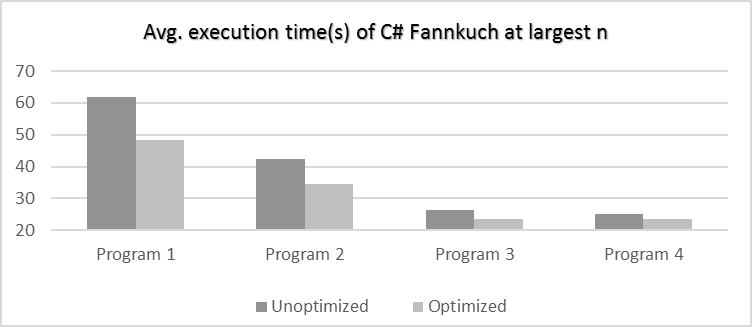 Avg. execution time(s) of C# Fannkuch at largest n
70
60
50
40
30
20
Program 1 Program 2 Program 3 Program 4
Unoptimized Optimized